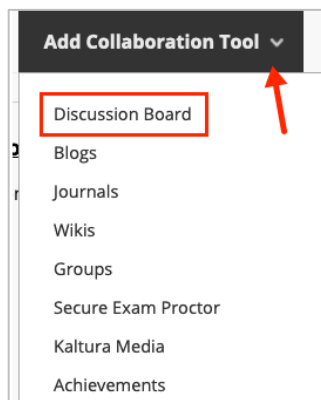 Add Collaboration Tool
Discussion Board
Blogs
Journals
Wikis
Groups
Secure Exam Proctor
Kaltura Media
Achievements